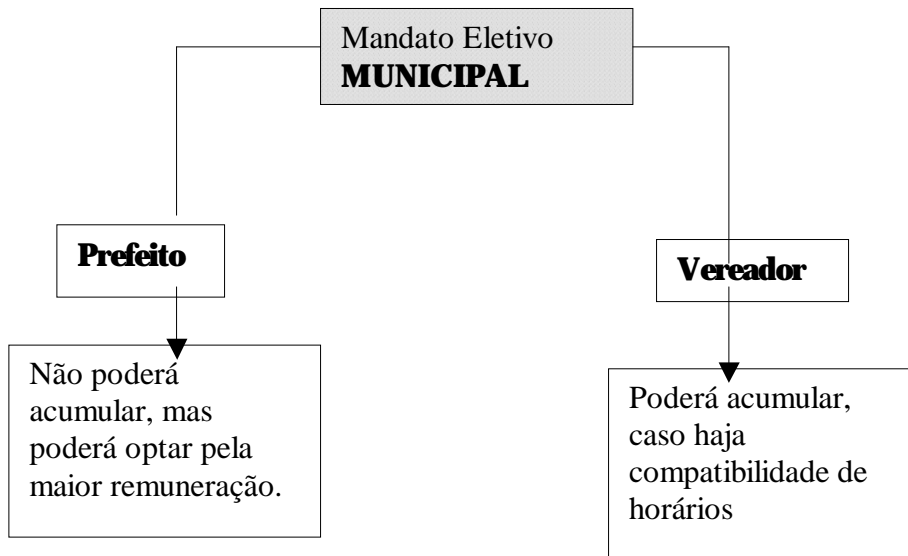 Mandato Eletivo
MUNICIPAL
Prefeito
Vereador
Não poderá
acumular, mas
poderá optar pela
maior remuneração.
Poderá acumular,
caso haja
compatibilidade de
horários